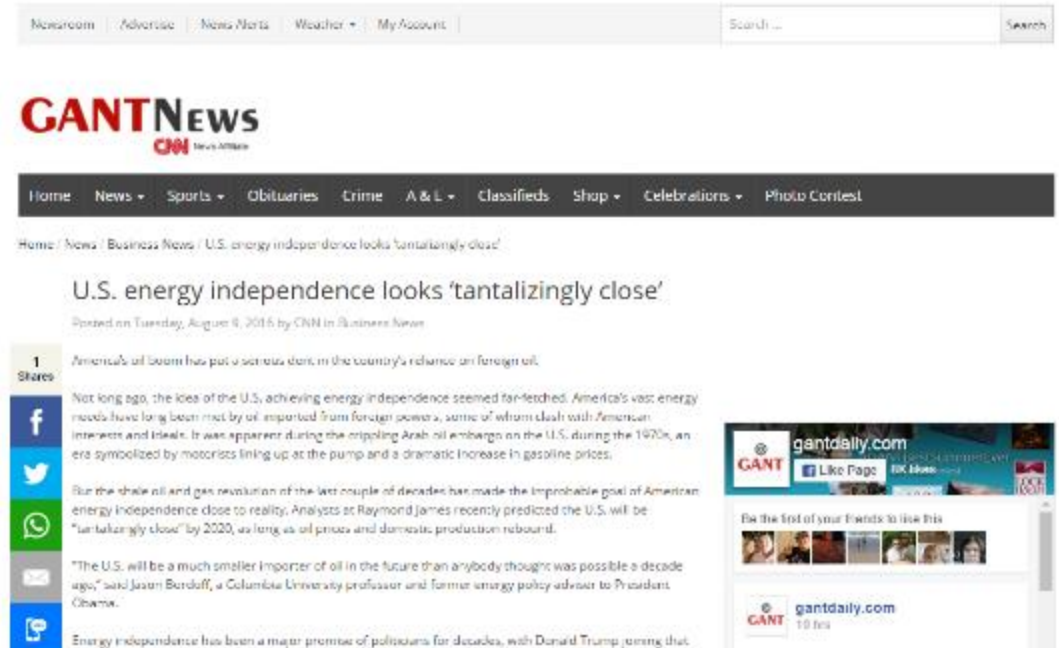 Newsroom Advertise News Alerts Weather My Account Search ... Search
GANTNEWS
CNN News Affiliate
Home News Sports Obituaries Crime A & L Classifieds Shop Celebrations Photo Contest
Home / News / Business News / U.S. energy independence looks 'tantalizingly close'
U.S. energy independence looks 'tantalizingly close'
Posted on Tuesday, August 9, 2016 by CNN in Business News
1
Shares
America's oil boom has put a serious dent in the country's reliance on foreign oil.
Not long ago, the idea of the U.S. achieving energy independence seemed far-fetched. America's vast energy
needs have long been met by oil imported from foreign powers, some of whom clash with American
interests and ideals. It was apparent during the crippling Arab oil embargo on the U.S. during the 1970s, an
era symbolized by motorists lining up at the pump and a dramatic increase in gasoline prices.
But the shale oil and gas revolution of the last couple of decades has made the improbable goal of American
energy independence close to reality. Analysts at Raymond James recently predicted the U.S. will be
"tantalizingly close" by 2020, as long as oil prices and domestic production rebound.
"The U.S. will be a much smaller importer of oil in the future than anybody thought was possible a decade
ago," said Jason Bordoff, a Columbia University professor and former energy policy adviser to President
Obama.
Energy independence has been a major promise of politicians for decades, with Donald Trump joining that
GANT
gantdaily.com
Like Page 8K likes
Be the first of your friends to like this
GANT
gantdaily.com
10 hrs